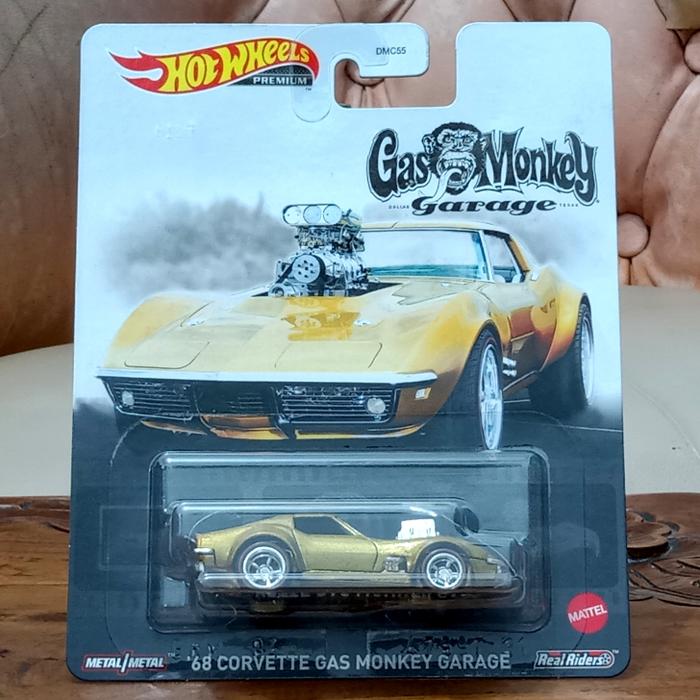 HOT WHEELS
PREMIUM
DMC55
Gas Monkey
DALLAS Garage TEXAS
MATTEL
METAL/METAL
'68 CORVETTE GAS MONKEY GARAGE
Real Riders